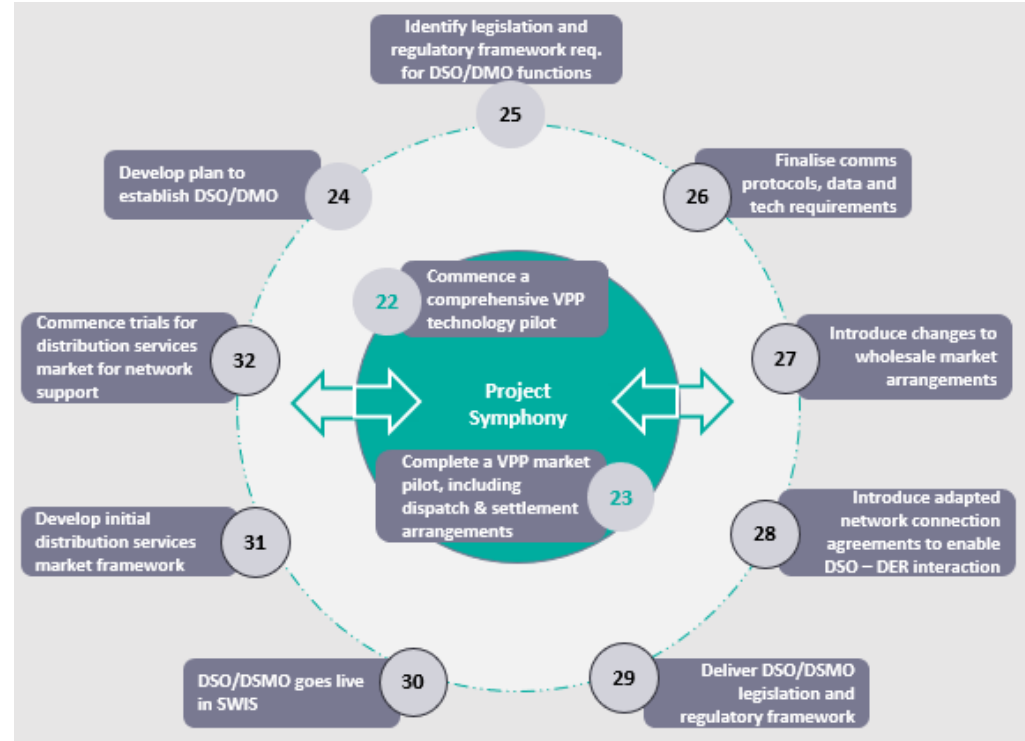 Identify legislation and
regulatory framework req.
for DSO/DMO functions
25
Develop plan to
establish DSO/DMO
24
Finalise comms
protocols, data and
tech requirements
26
22
Commence a
comprehensive VPP
technology pilot
Commence trials for
distribution services
market for network
support
32
27
Introduce changes to
wholesale market
arrangements
Project
Symphony
Complete a VPP market
pilot, including
dispatch & settlement
arrangements
23
Develop initial
distribution services
market framework
31
28
Introduce adapted
network connection
agreements to enable
DSO – DER interaction
DSO/DSMO goes live
in SWIS
30
29
Deliver DSO/DSMO
legislation and
regulatory framework